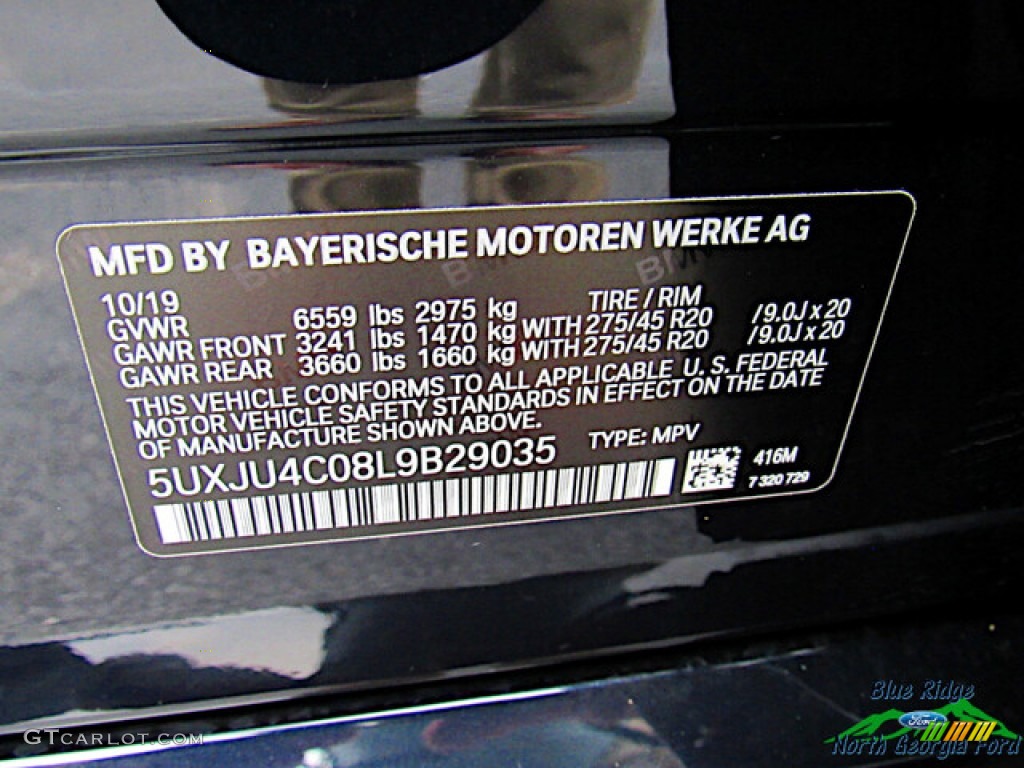 MFD BY BAYERISCHE MOTOREN WERKE AG
10/19 TIRE / RIM
GVWR 6559 lbs 2975 kg
GAWR FRONT 3241 lbs 1470 kg WITH 275/45 R20 /9.0J x 20
GAWR REAR 3660 lbs 1660 kg WITH 275/45 R20 /9.0J x 20
THIS VEHICLE CONFORMS TO ALL APPLICABLE U. S. FEDERAL
MOTOR VEHICLE SAFETY STANDARDS IN EFFECT ON THE DATE
OF MANUFACTURE SHOWN ABOVE.
5UXJU4C08L9B29035 TYPE: MPV
416M
7 320 729
Blue Ridge
Ford
North Georgia Ford
GTCARLOT.COM